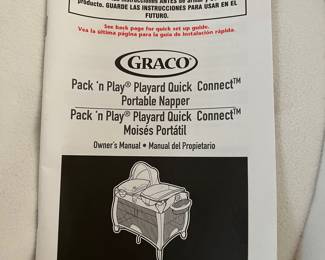 producto. GUARDE LAS INSTRUCCIONES PARA USAR EN EL
FUTURO.
See back page for quick set up guide.
Vea la última página para la guía de instalación rápida.
GRACO®
Pack 'n Play® Playard Quick Connect™
Portable Napper
Pack 'n Play® Playard Quick Connect™
Moisés Portátil
Owner's Manual • Manual del Propietario